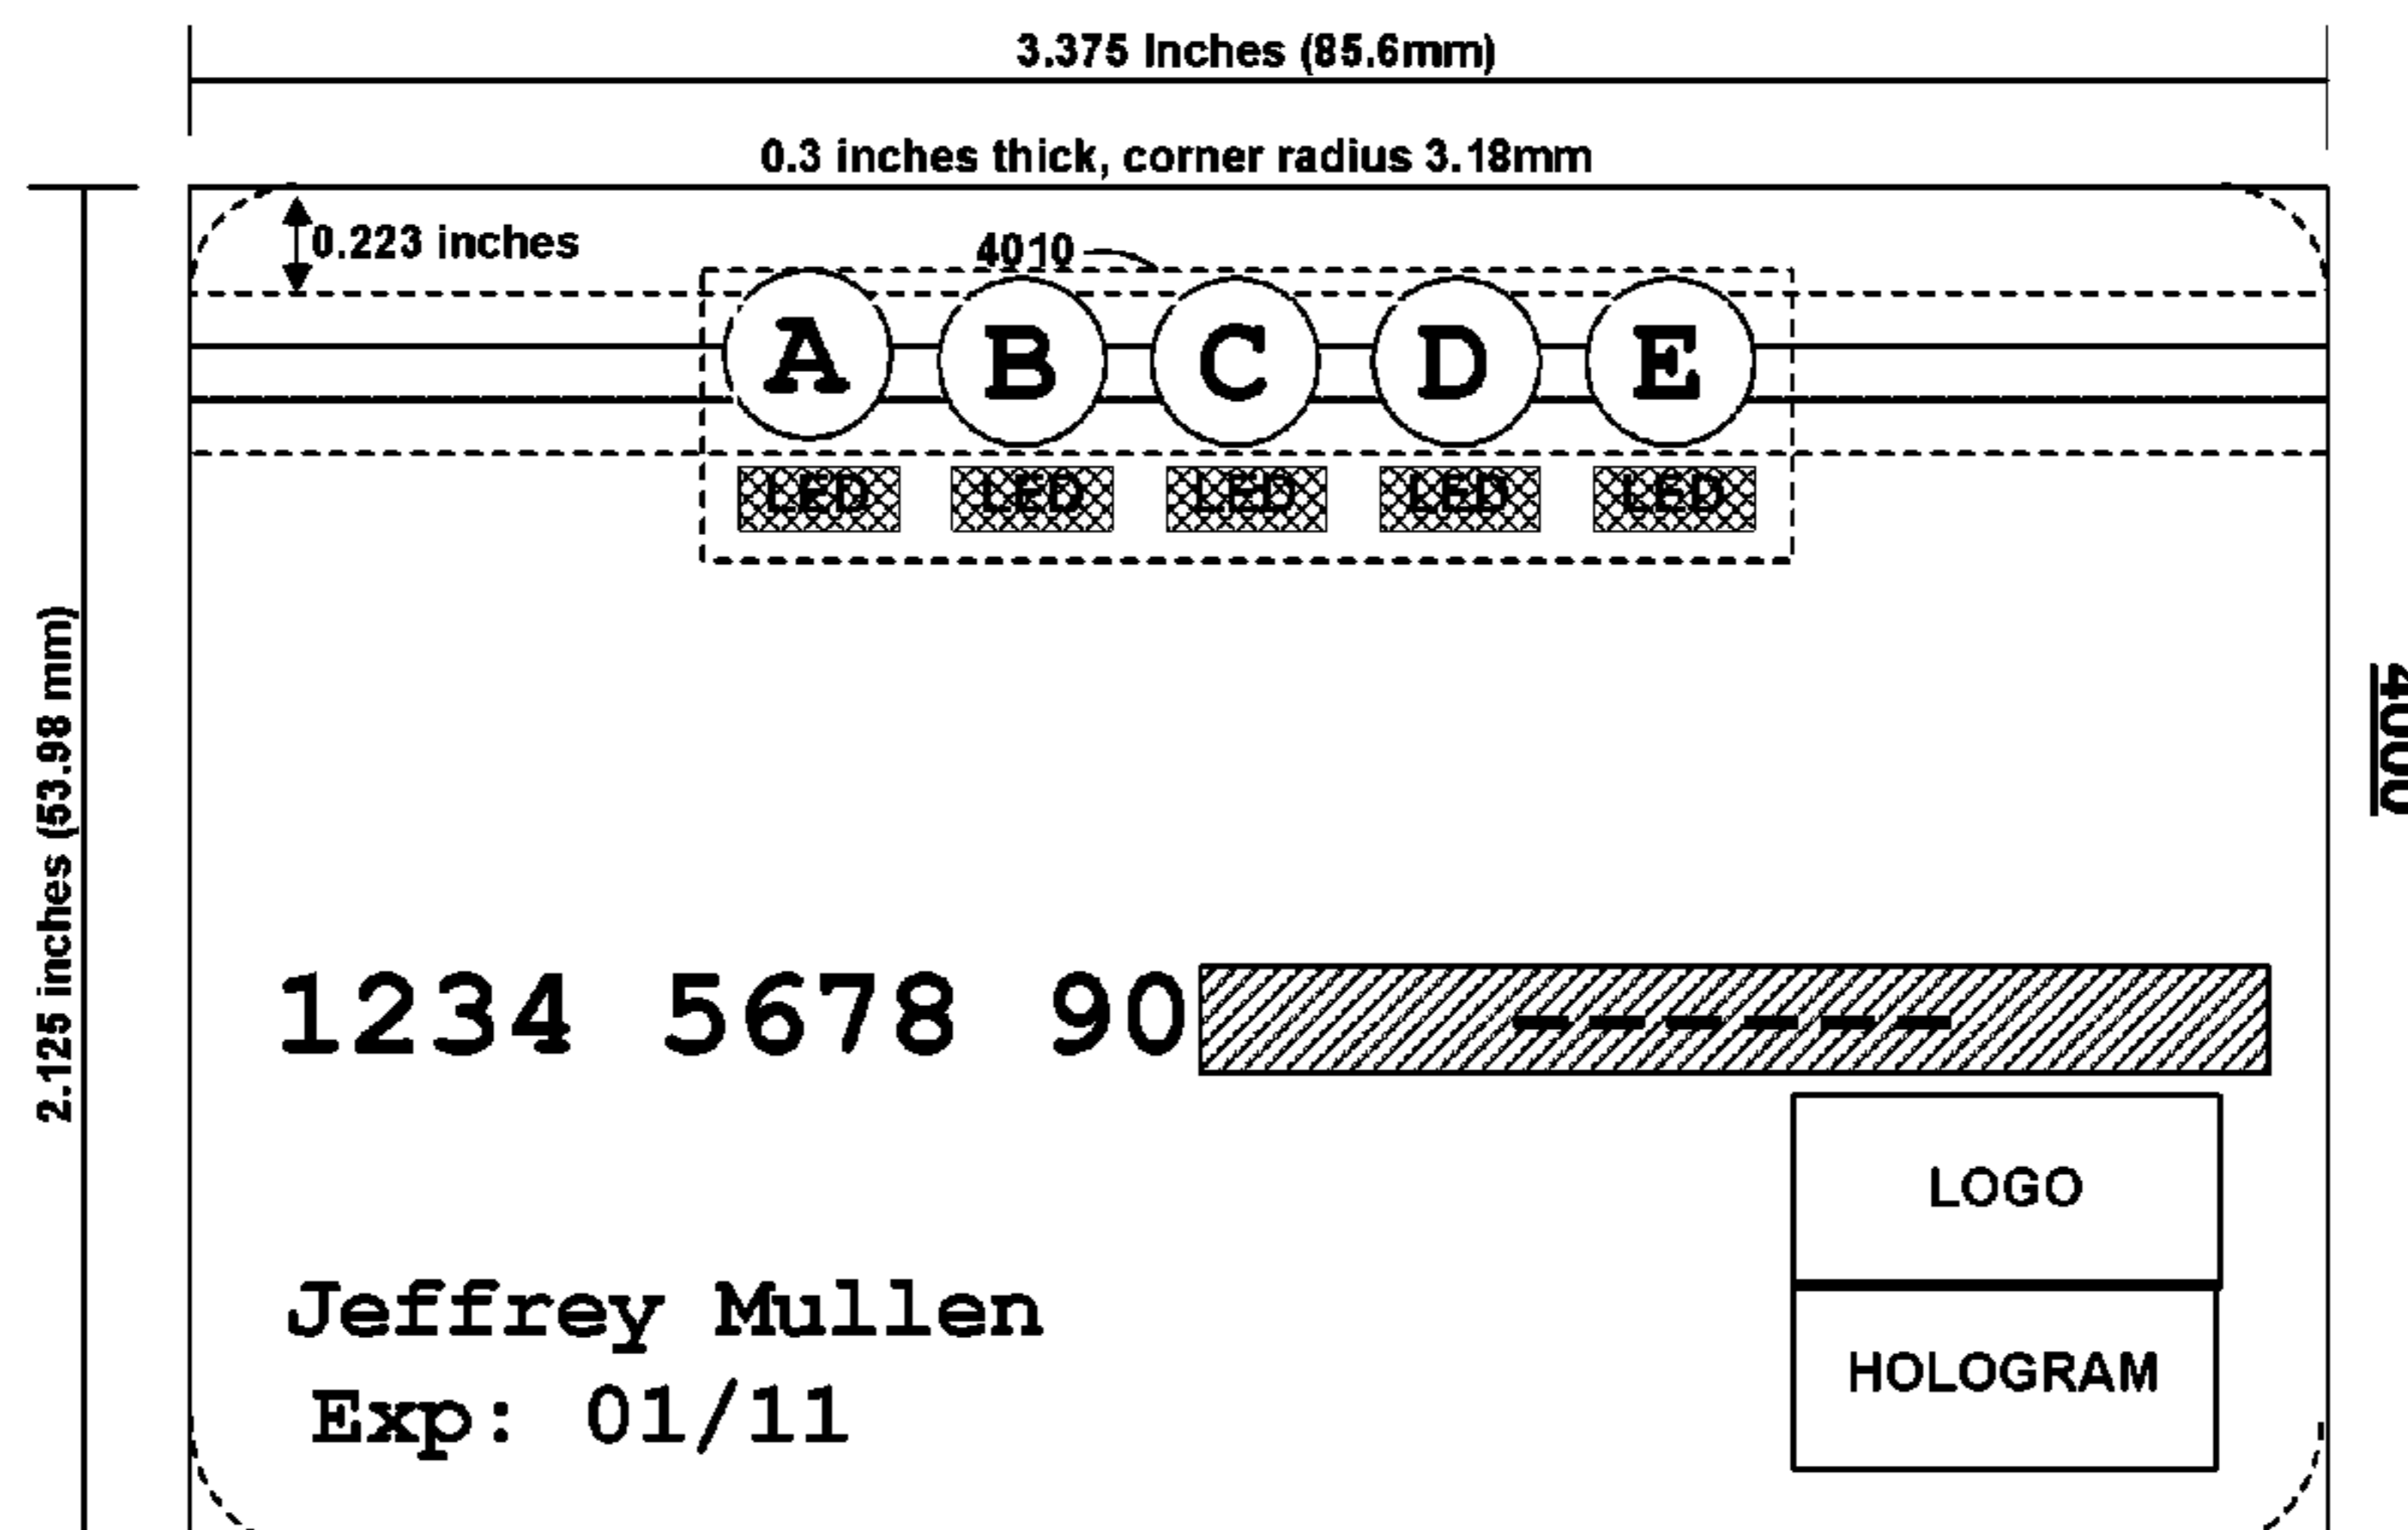 3.375 Inches (85.6mm)
0.3 inches thick, corner radius 3.18mm
0.223 inches
4010
A B C D E
LED LED LED LED LED
2.125 inches (53.98 mm)
4000
1234 5678 90 ------
LOGO
Jeffrey Mullen
HOLOGRAM
Exp: 01/11